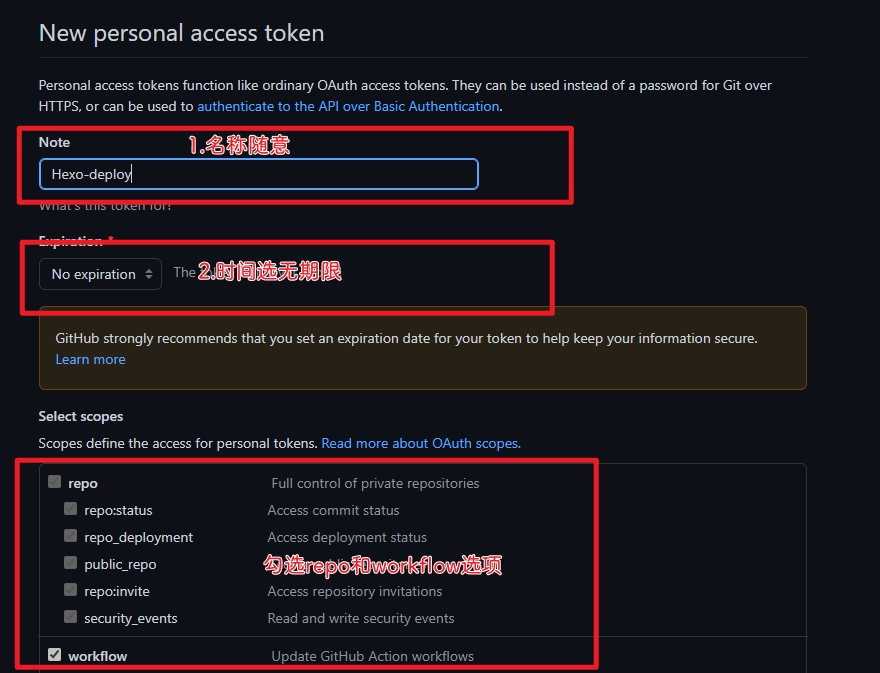 New personal access token
Personal access tokens function like ordinary OAuth access tokens. They can be used instead of a password for Git over
HTTPS, or can be used to authenticate to the API over Basic Authentication.
Note
1.名称随意
Hexo-deploy
What's this token for?
Expiration *
No expiration
The
2.时间选无期限
GitHub strongly recommends that you set an expiration date for your token to help keep your information secure.
Learn more
Select scopes
Scopes define the access for personal tokens. Read more about OAuth scopes.
repo Full control of private repositories
repo:status Access commit status
repo_deployment Access deployment status
public_repo
勾选repo和workflow选项
repo:invite Access repository invitations
security_events Read and write security events
workflow Update GitHub Action workflows